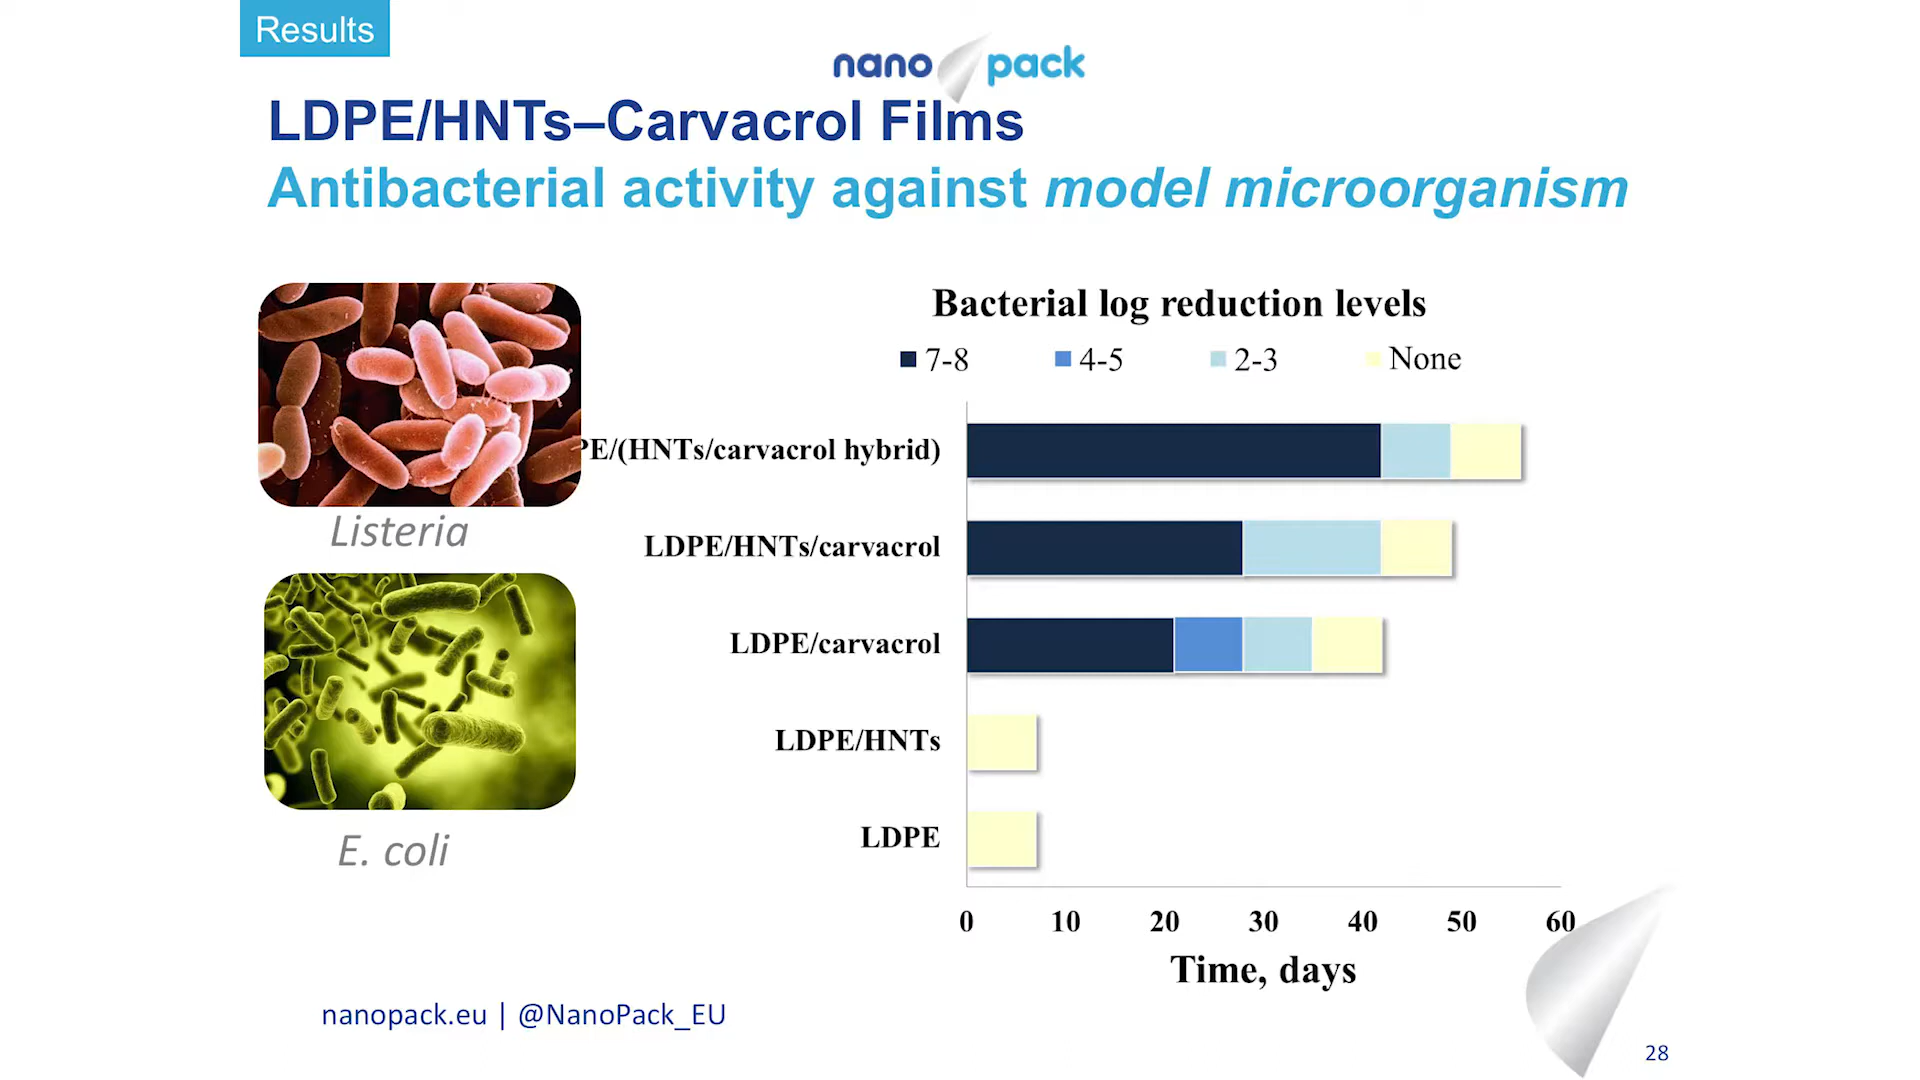 Results
nano pack
LDPE/HNTs–Carvacrol Films
Antibacterial activity against model microorganism
Listeria
E. coli
Bacterial log reduction levels
7-8 4-5 2-3 None
PE/(HNTs/carvacrol hybrid)
LDPE/HNTs/carvacrol
LDPE/carvacrol
LDPE/HNTs
LDPE
0 10 20 30 40 50 60
Time, days
nanopack.eu | @NanoPack_EU
28